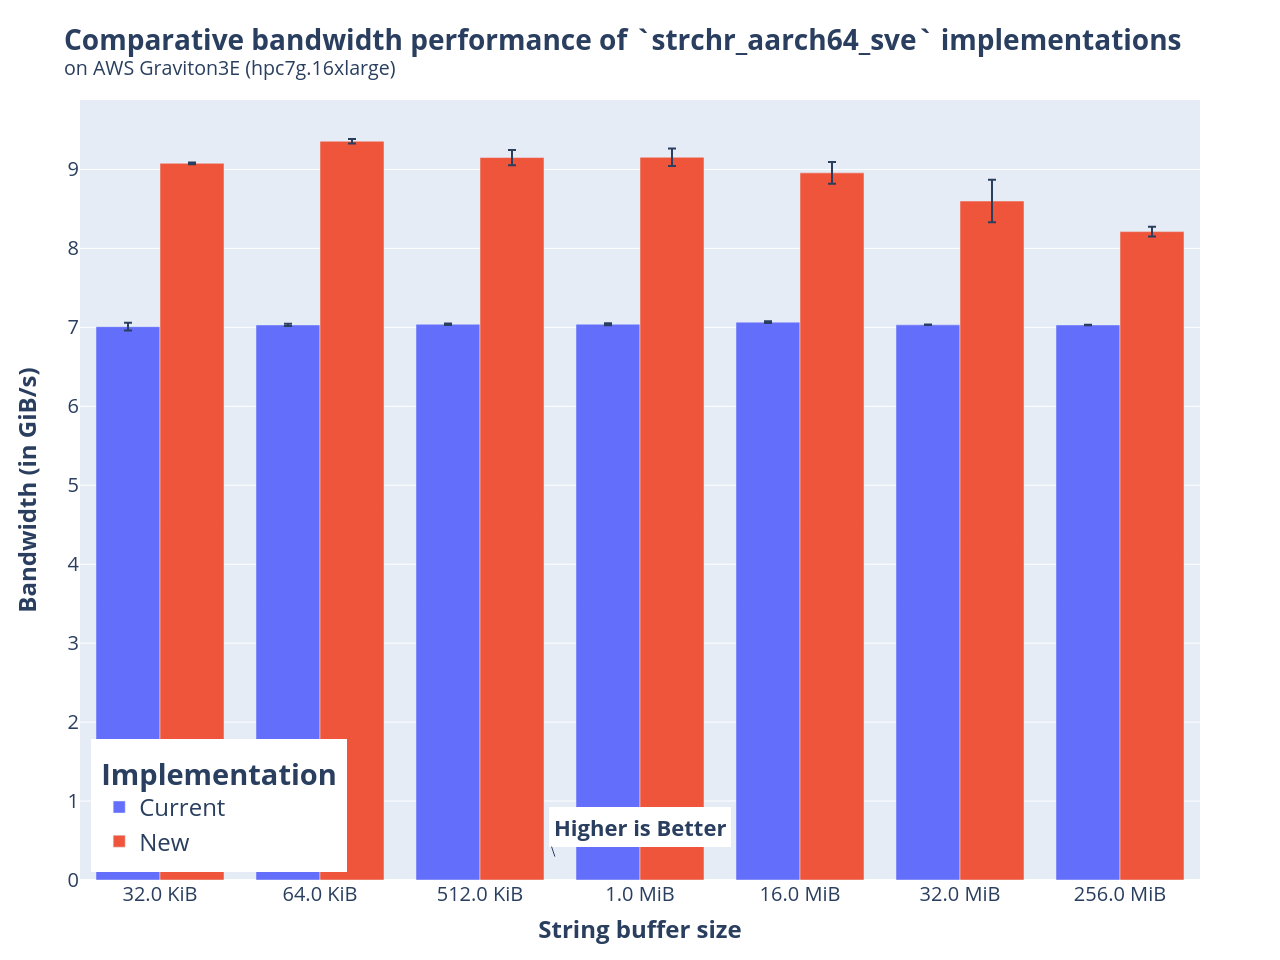 Comparative bandwidth performance of `strchr_aarch64_sve` implementations
on AWS Graviton3E (hpc7g.16xlarge)
Bandwidth (in GiB/s)
9
8
7
6
5
4
3
2
1
0
Implementation
Current
New
Higher is Better
32.0 KiB
64.0 KiB
512.0 KiB
1.0 MiB
16.0 MiB
32.0 MiB
256.0 MiB
String buffer size